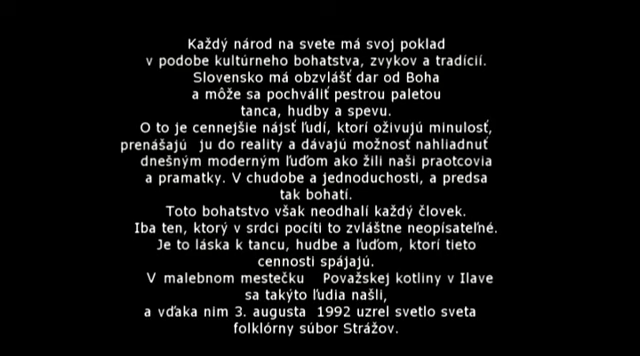 Každý národ na svete má svoj poklad
v podobe kultúrneho bohatstva, zvykov a tradícií.
Slovensko má obzvlášť dar od Boha
a môže sa pochváliť pestrou paletou
tanca, hudby a spevu.
O to je cennejšie nájsť ľudí, ktorí oživujú minulosť,
prenášajú ju do reality a dávajú možnosť nahliadnuť
dnešným moderným ľuďom ako žili naši praotcovia
a pramatky. V chudobe a jednoduchosti, a predsa
tak bohatí.
Toto bohatstvo však neodhalí každý človek.
Iba ten, ktorý v srdci pocíti to zvláštne neopísateľné.
Je to láska k tancu, hudbe a ľuďom, ktorí tieto
cennosti spájajú.
V malebnom mestečku Považskej kotliny v Ilave
sa takýto ľudia našli,
a vďaka nim 3. augusta 1992 uzrel svetlo sveta
folklórny súbor Strážov.